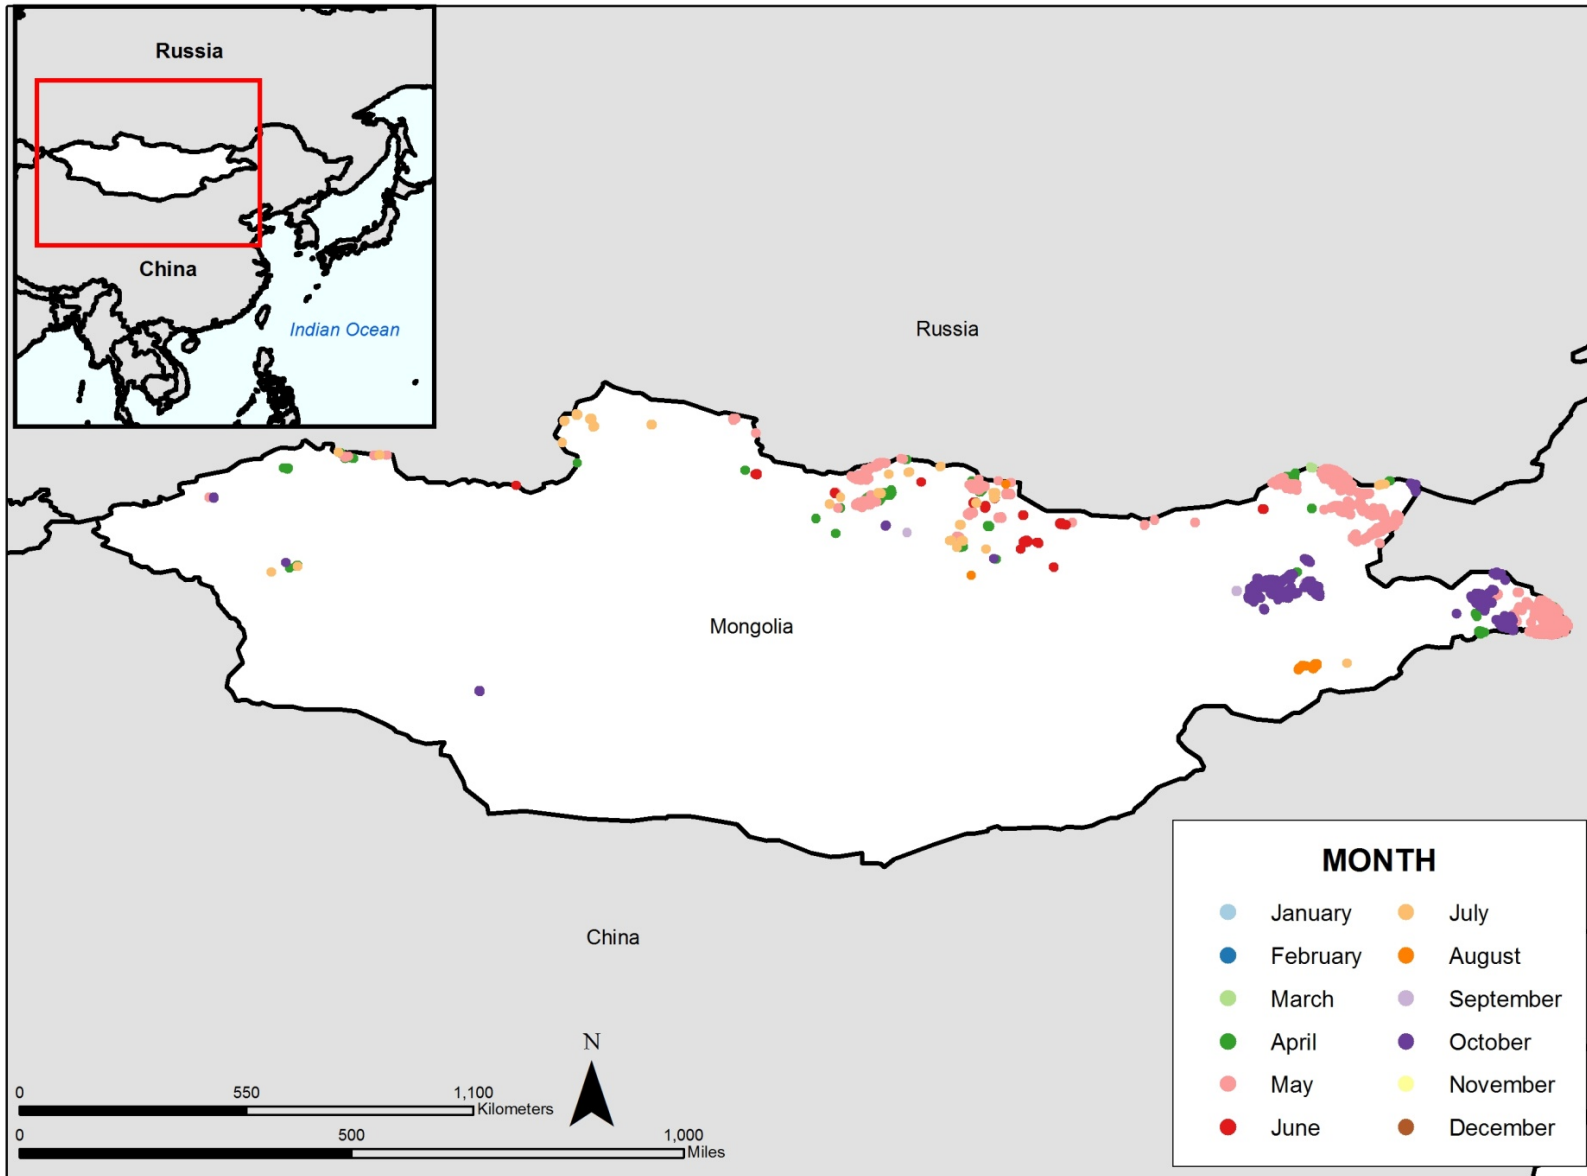 Russia
China
Indian Ocean
Russia
Mongolia
China
MONTH
January
February
March
April
May
June
July
August
September
October
November
December
N
0 550 1,100
Kilometers
0 500 1,000
Miles